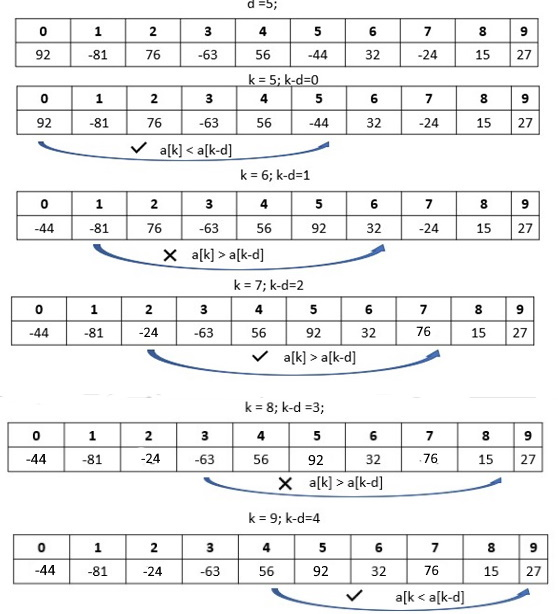 d =5;
0 1 2 3 4 5 6 7 8 9
92 -81 76 -63 56 -44 32 -24 15 27
k = 5; k-d=0
0 1 2 3 4 5 6 7 8 9
92 -81 76 -63 56 -44 32 -24 15 27
a[k] < a[k-d]
k = 6; k-d=1
0 1 2 3 4 5 6 7 8 9
-44 -81 76 -63 56 92 32 -24 15 27
a[k] > a[k-d]
k = 7; k-d=2
0 1 2 3 4 5 6 7 8 9
-44 -81 -24 -63 56 92 32 76 15 27
a[k] > a[k-d]
k = 8; k-d =3;
0 1 2 3 4 5 6 7 8 9
-44 -81 -24 -63 56 92 32 76 15 27
a[k] > a[k-d]
k = 9; k-d=4
0 1 2 3 4 5 6 7 8 9
-44 -81 -24 -63 56 92 32 76 15 27
a[k < a[k-d]